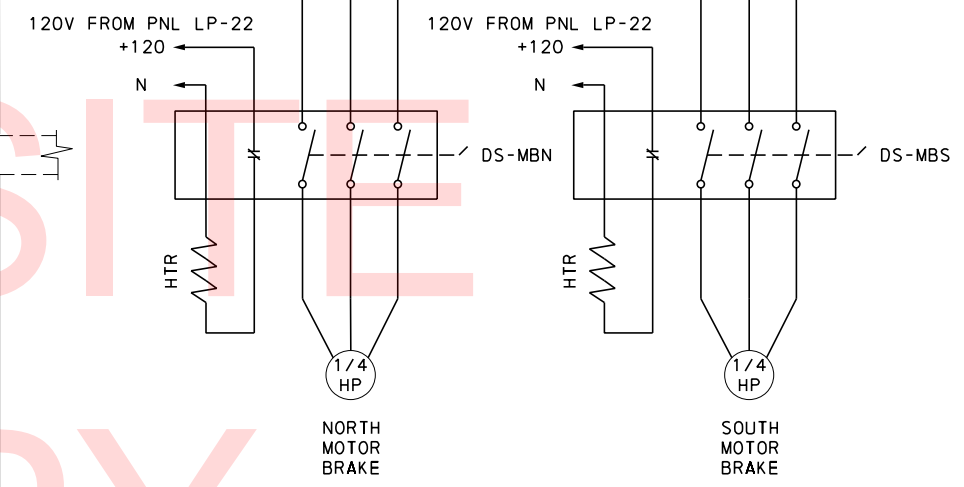 120V FROM PNL LP-22
+120
N
DS-MBN
HTR
1/4
HP
NORTH
MOTOR
BRAKE
120V FROM PNL LP-22
+120
N
DS-MBS
HTR
1/4
HP
SOUTH
MOTOR
BRAKE
SITE